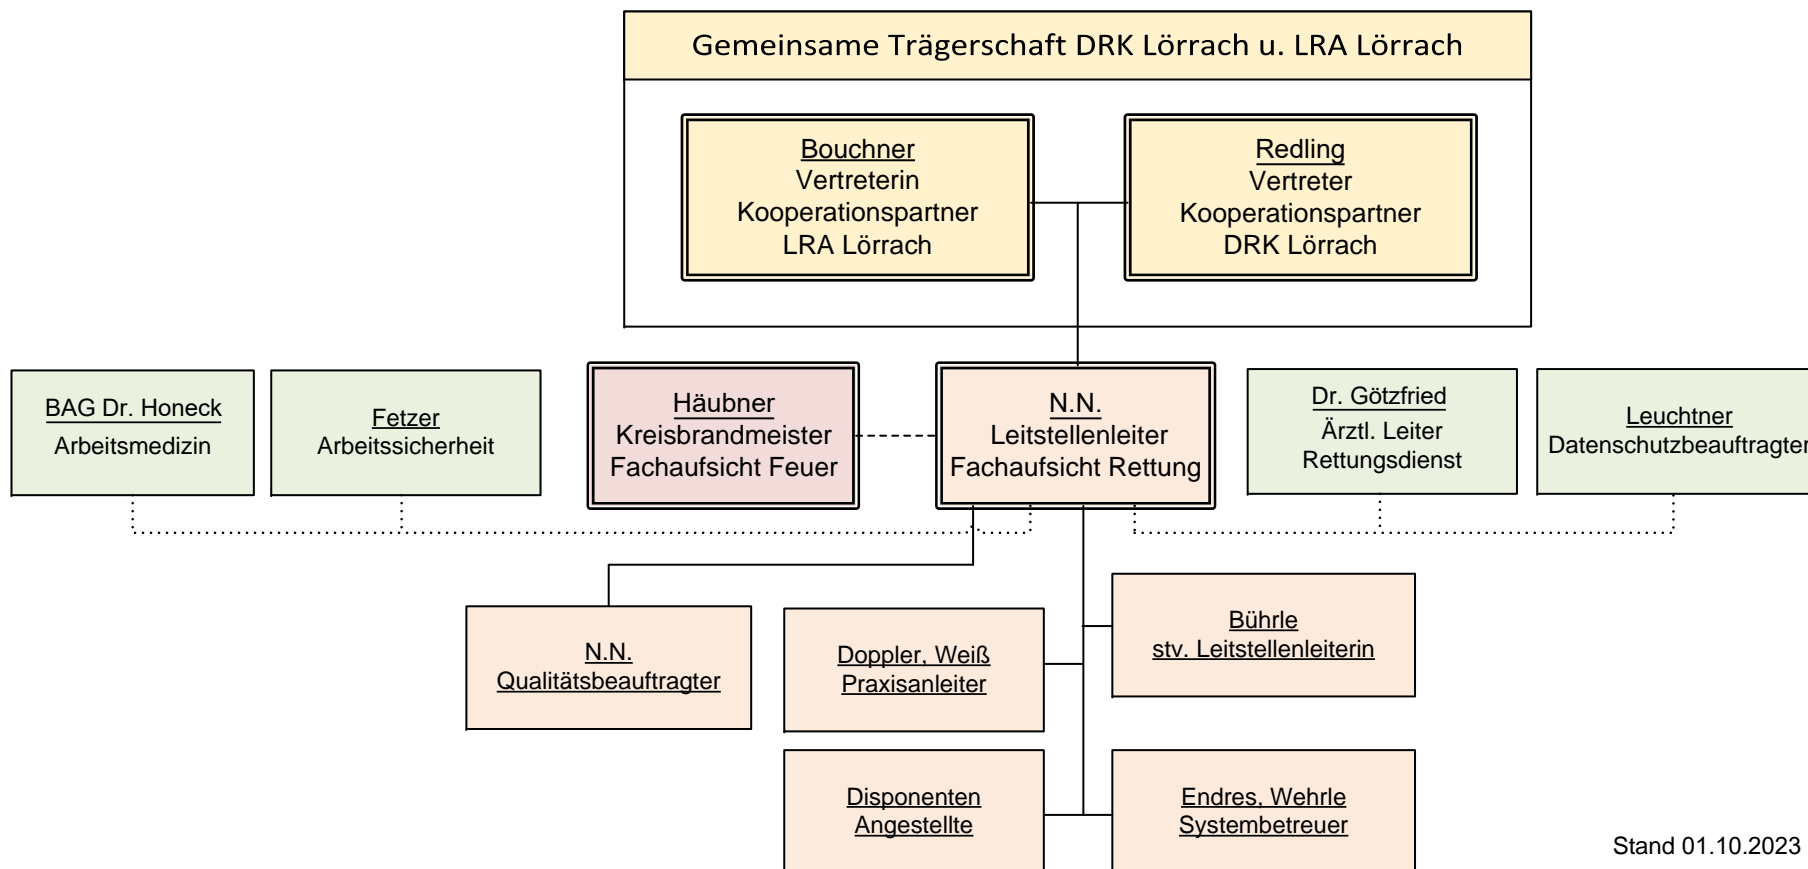 Gemeinsame Trägerschaft DRK Lörrach u. LRA Lörrach
Bouchner
Vertreterin
Kooperationspartner
LRA Lörrach
Redling
Vertreter
Kooperationspartner
DRK Lörrach
BAG Dr. Honeck
Arbeitsmedizin
Fetzer
Arbeitssicherheit
Häubner
Kreisbrandmeister
Fachaufsicht Feuer
N.N.
Leitstellenleiter
Fachaufsicht Rettung
Dr. Götzfried
Ärztl. Leiter
Rettungsdienst
Leuchtner
Datenschutzbeauftragter
N.N.
Qualitätsbeauftragter
Doppler, Weiß
Praxisanleiter
Bührle
stv. Leitstellenleiterin
Disponenten
Angestellte
Endres, Wehrle
Systembetreuer
Stand 01.10.2023